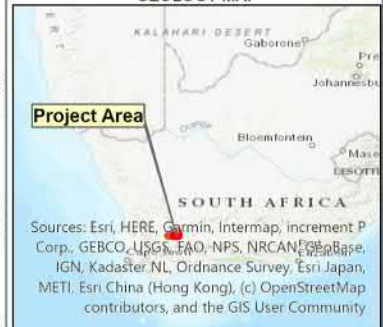 KALAHARI DESERT
Gaborone
Pre
Johannesbu
Project Area
Bloemfontein
Mase
LESOTH
SOUTH AFRICA
Sources: Esri, HERE, Garmin, Intermap, increment P
Corp., GEBCO, USGS, FAO, NPS, NRCAN, GeoBase,
IGN, Kadaster NL, Ordnance Survey, Esri Japan,
METI, Esri China (Hong Kong), (c) OpenStreetMap
contributors, and the GIS User Community